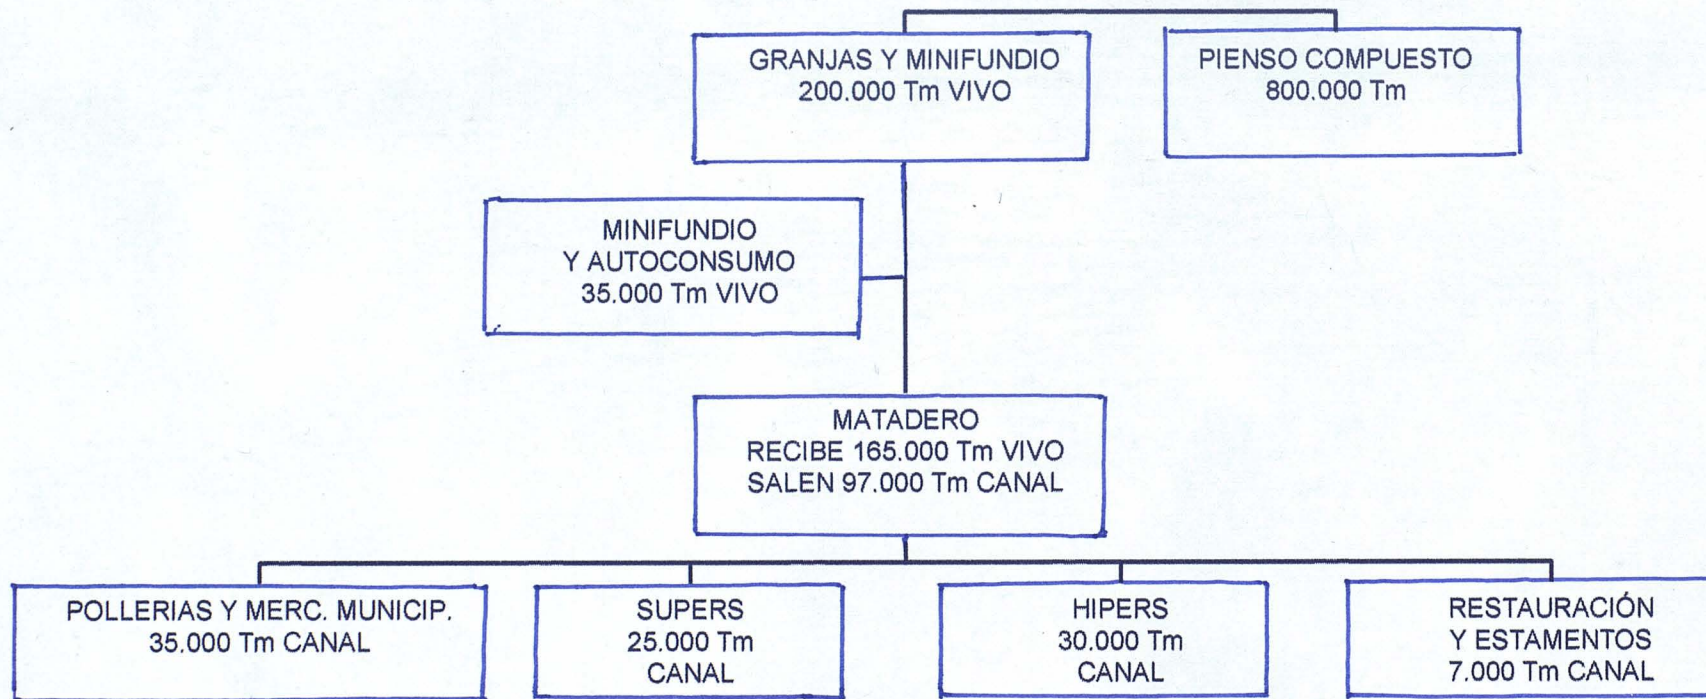 GRANJAS Y MINIFUNDIO
200.000 Tm VIVO
PIENSO COMPUESTO
800.000 Tm
MINIFUNDIO
Y AUTOCONSUMO
35.000 Tm VIVO
MATADERO
RECIBE 165.000 Tm VIVO
SALEN 97.000 Tm CANAL
POLLERIAS Y MERC. MUNICIP.
35.000 Tm CANAL
SUPERS
25.000 Tm
CANAL
HIPERS
30.000 Tm
CANAL
RESTAURACIÓN
Y ESTAMENTOS
7.000 Tm CANAL